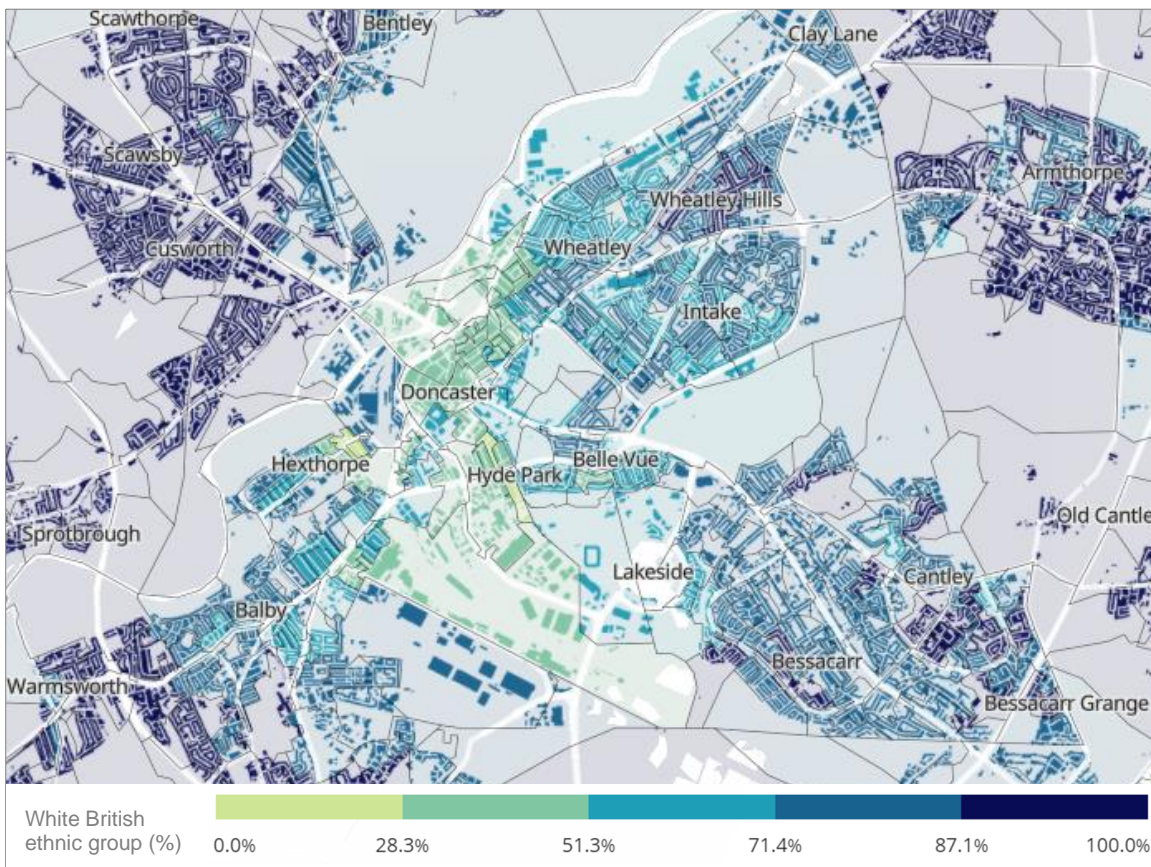 Scawthorpe
Bentley
Clay Lane
Scawsby
Armthorpe
Wheatley Hills
Cusworth
Wheatley
Intake
Doncaster
Hexthorpe
Hyde Park
Belle Vue
Old Cantle
Sprotbrough
Lakeside
Cantley
Balby
Bessacarr
Warmsworth
Bessacarr Grange
White British
ethnic group (%)
0.0% 28.3% 51.3% 71.4% 87.1% 100.0%